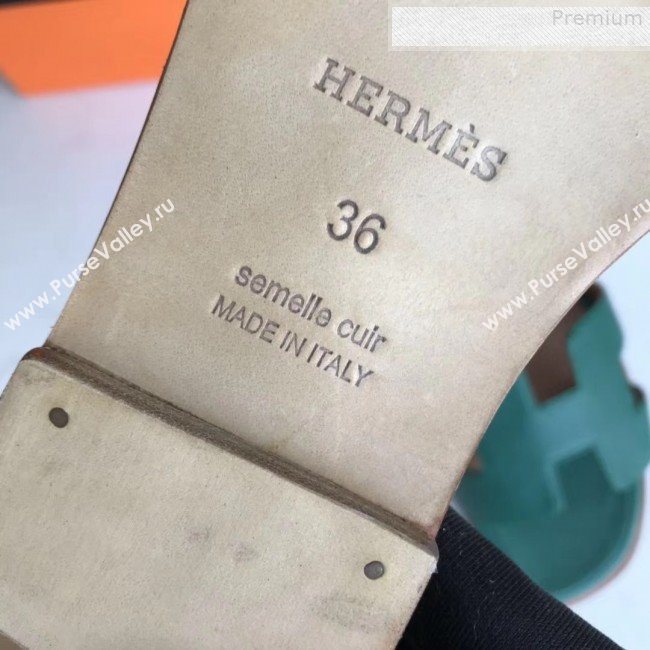 Premium
HERMÈS
36
semelle cuir
MADE IN ITALY
www.PurseValley.ru
www.PurseValley.ru